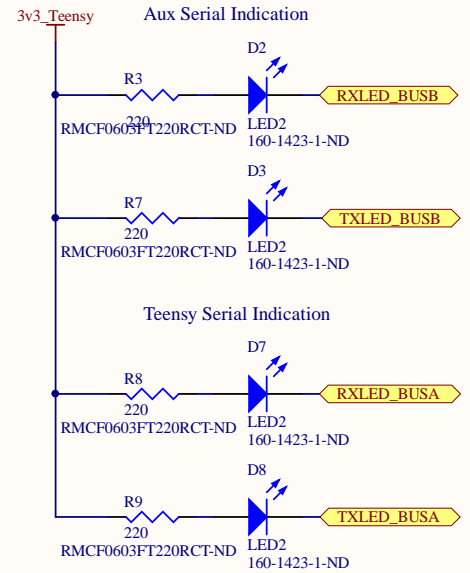 3v3_Teensy
Aux Serial Indication
D2
R3
RXLED_BUSB
220
RMCF0603FT220RCT-ND
LED2
160-1423-1-ND
D3
R7
TXLED_BUSB
220
RMCF0603FT220RCT-ND
LED2
160-1423-1-ND
Teensy Serial Indication
D7
R8
RXLED_BUSA
220
RMCF0603FT220RCT-ND
LED2
160-1423-1-ND
D8
R9
TXLED_BUSA
220
RMCF0603FT220RCT-ND
LED2
160-1423-1-ND